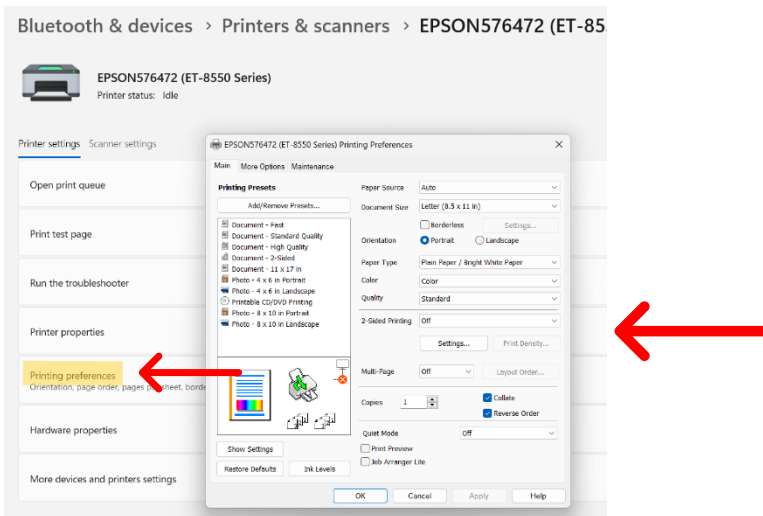 Bluetooth & devices › Printers & scanners › EPSON576472 (ET-85
EPSON576472 (ET-8550 Series)
Printer status: Idle
Printer settings Scanner settings
Open print queue
Print test page
Run the troubleshooter
Printer properties
Printing preferences
Orientation, page order, pages sheet, borde
Hardware properties
More devices and printers settings
EPSON576472 (ET-8550 Series) Printing Preferences
Main More Options Maintenance
Printing Presets
Add/Remove Presets...
Document - Fast
Document - Standard Quality
Document - High Quality
Document - 2-Sided
Document - 11 x 17 in
Photo - 4 x 6 in Portrait
Photo - 4 x 6 in Landscape
Printable CD/DVD Printing
Photo - 8 x 10 in Portrait
Photo - 8 x 10 in Landscape
Show Settings
Restore Defaults Ink Levels
Paper Source Auto
Document Size Letter (8.5 x 11 in)
Borderless Settings...
Orientation Portrait Landscape
Paper Type Plain Paper / Bright White Paper
Color Color
Quality Standard
2-Sided Printing Off
Settings... Print Density...
Multi-Page Off Layout Order...
Copies 1 Collate
Reverse Order
Quiet Mode Off
Print Preview
Job Arranger Lite
OK Cancel Apply Help